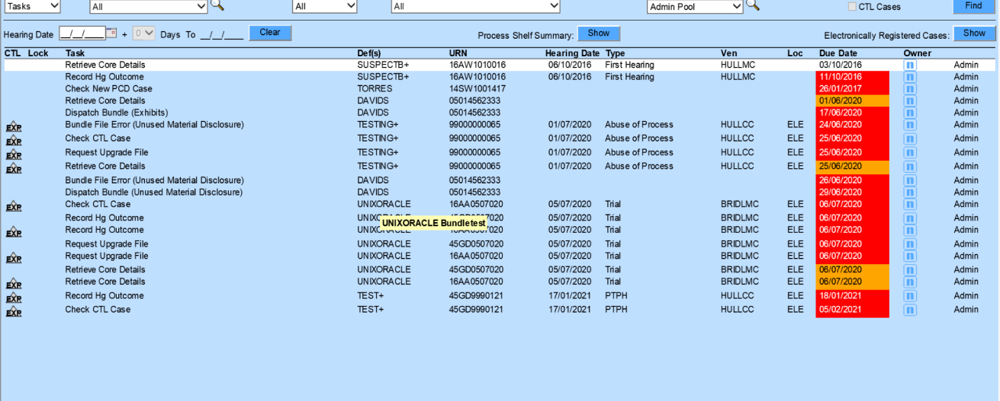 Tasks All All All Admin Pool CTL Cases Find
Hearing Date __/__/____ + 0 Days To __/__/____ Clear Process Shelf Summary: Show Electronically Registered Cases: Show
CTL Lock Task Def(s) URN Hearing Date Type Ven Loc Due Date Owner
Retrieve Core Details SUSPECTB+ 16AW1010016 06/10/2016 First Hearing HULLMC 03/10/2016 n Admin
Record Hg Outcome SUSPECTB+ 16AW1010016 06/10/2016 First Hearing HULLMC 11/10/2016 n Admin
Check New PCD Case TORRES 14SW1001417 26/01/2017 n Admin
Retrieve Core Details DAVIDS 05014562333 01/06/2020 n Admin
Dispatch Bundle (Exhibits) DAVIDS 05014562333 17/06/2020 n Admin
EXP Bundle File Error (Unused Material Disclosure) TESTING+ 99000000065 01/07/2020 Abuse of Process HULLCC ELE 24/06/2020 n Admin
EXP Check CTL Case TESTING+ 99000000065 01/07/2020 Abuse of Process HULLCC ELE 25/06/2020 n Admin
EXP Request Upgrade File TESTING+ 99000000065 01/07/2020 Abuse of Process HULLCC ELE 25/06/2020 n Admin
EXP Retrieve Core Details TESTING+ 99000000065 01/07/2020 Abuse of Process HULLCC ELE 25/06/2020 n Admin
Bundle File Error (Unused Material Disclosure) DAVIDS 05014562333 26/06/2020 n Admin
Dispatch Bundle (Unused Material Disclosure) DAVIDS 05014562333 29/06/2020 n Admin
EXP Check CTL Case UNIXORACLE 16AA0507020 05/07/2020 Trial BRIDLMC ELE 06/07/2020 n Admin
Record Hg Outcome 05/07/2020 Trial BRIDLMC ELE 06/07/2020 n Admin
UNIXORACLE Bundletest
EXP Record Hg Outcome 05/07/2020 Trial BRIDLMC ELE 06/07/2020 n Admin
Request Upgrade File UNIXORACLE 45GD0507020 05/07/2020 Trial BRIDLMC ELE 06/07/2020 n Admin
EXP Request Upgrade File UNIXORACLE 16AA0507020 05/07/2020 Trial BRIDLMC ELE 06/07/2020 n Admin
Retrieve Core Details UNIXORACLE 45GD0507020 05/07/2020 Trial BRIDLMC ELE 06/07/2020 n Admin
EXP Retrieve Core Details UNIXORACLE 16AA0507020 05/07/2020 Trial BRIDLMC ELE 06/07/2020 n Admin
EXP Record Hg Outcome TEST+ 45GD9990121 17/01/2021 PTPH HULLCC ELE 18/01/2021 n Admin
EXP Check CTL Case TEST+ 45GD9990121 17/01/2021 PTPH HULLCC ELE 05/02/2021 n Admin